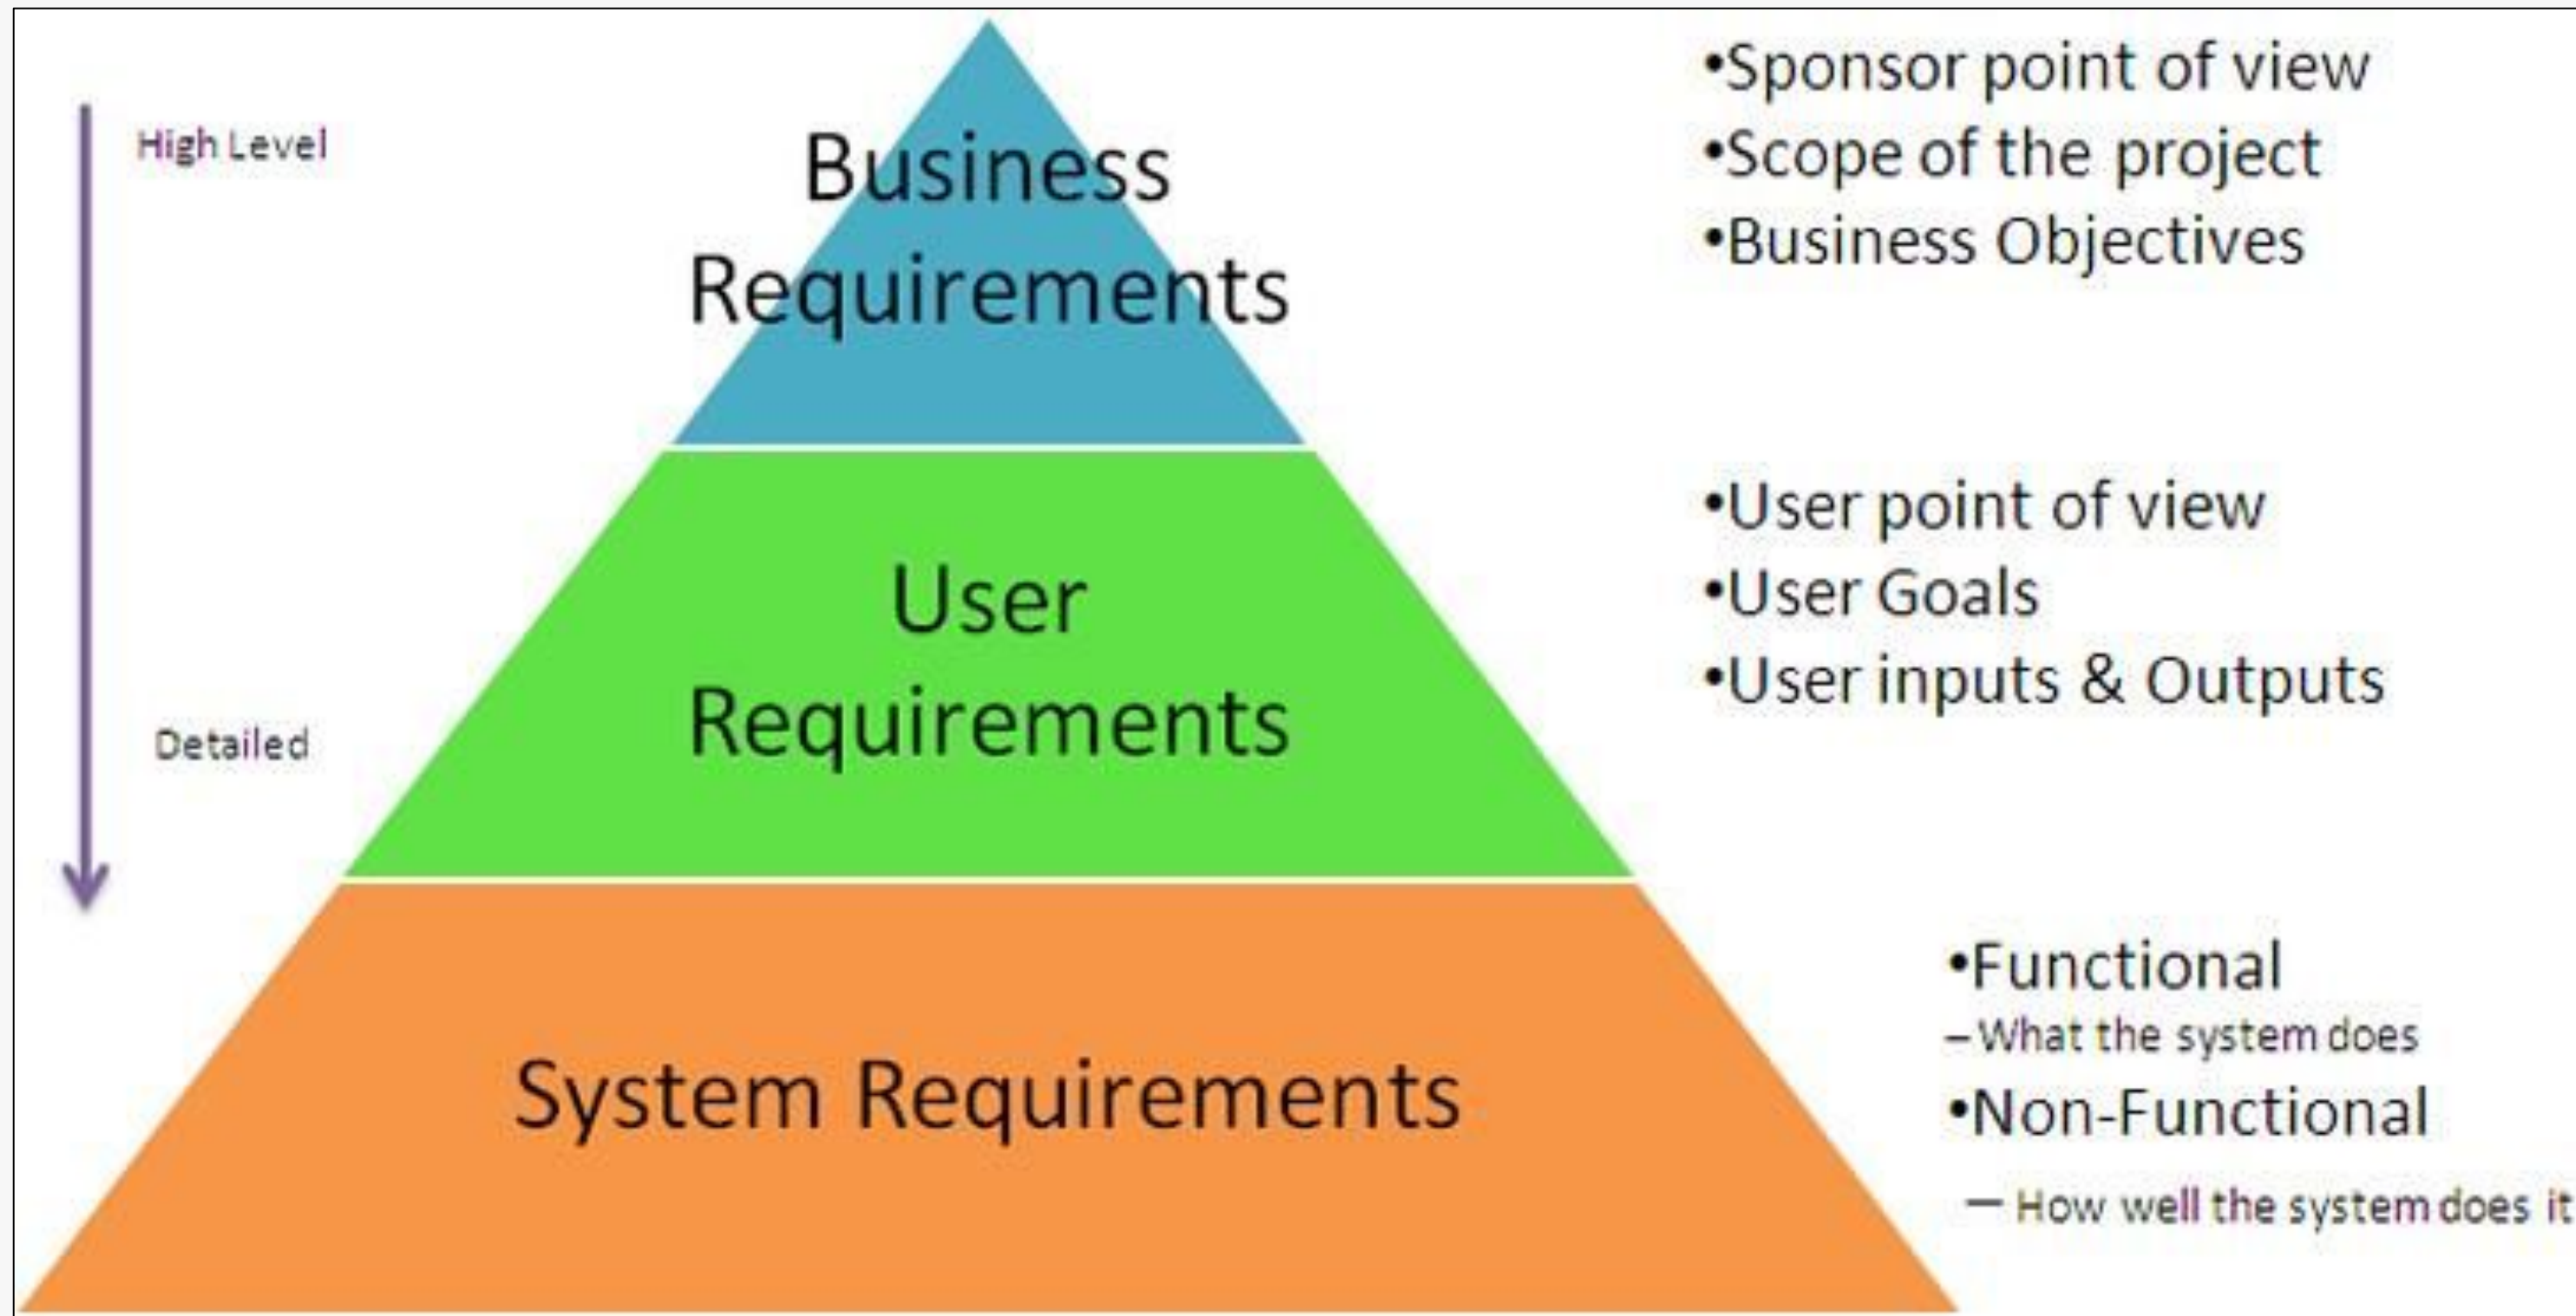 High Level
Detailed
Business
Requirements
•Sponsor point of view
•Scope of the project
•Business Objectives
User
Requirements
•User point of view
•User Goals
•User inputs & Outputs
System Requirements
•Functional
– What the system does
•Non-Functional
— How well the system does it